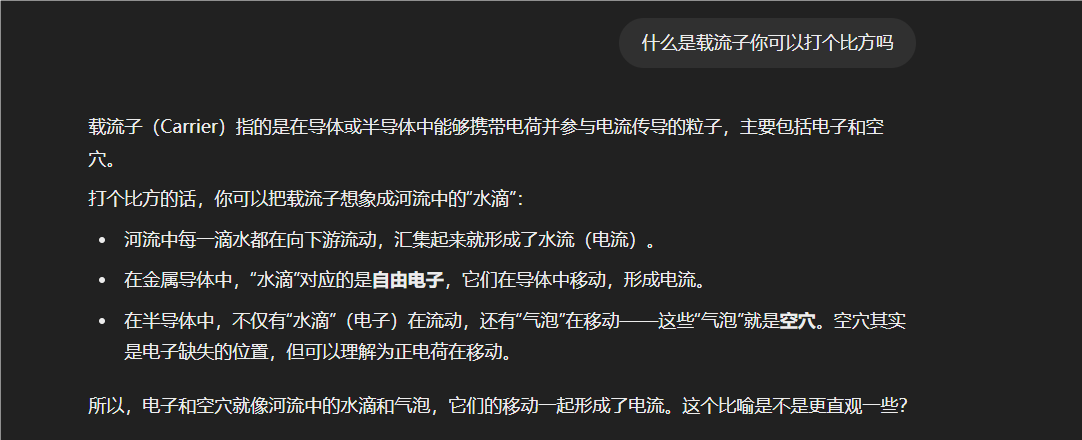 什么是载流子你可以打个比方吗
载流子（Carrier）指的是在导体或半导体中能够携带电荷并参与电流传导的粒子，主要包括电子和空
穴。
打个比方的话，你可以把载流子想象成河流中的“水滴”：
• 河流中每一滴水都在向下游流动，汇集起来就形成了水流（电流）。
• 在金属导体中，“水滴”对应的是自由电子，它们在导体中移动，形成电流。
• 在半导体中，不仅有“水滴”（电子）在流动，还有“气泡”在移动——这些“气泡”就是空穴。空穴其实
是电子缺失的位置，但可以理解为正电荷在移动。
所以，电子和空穴就像河流中的水滴和气泡，它们的移动一起形成了电流。这个比喻是不是更直观一些？